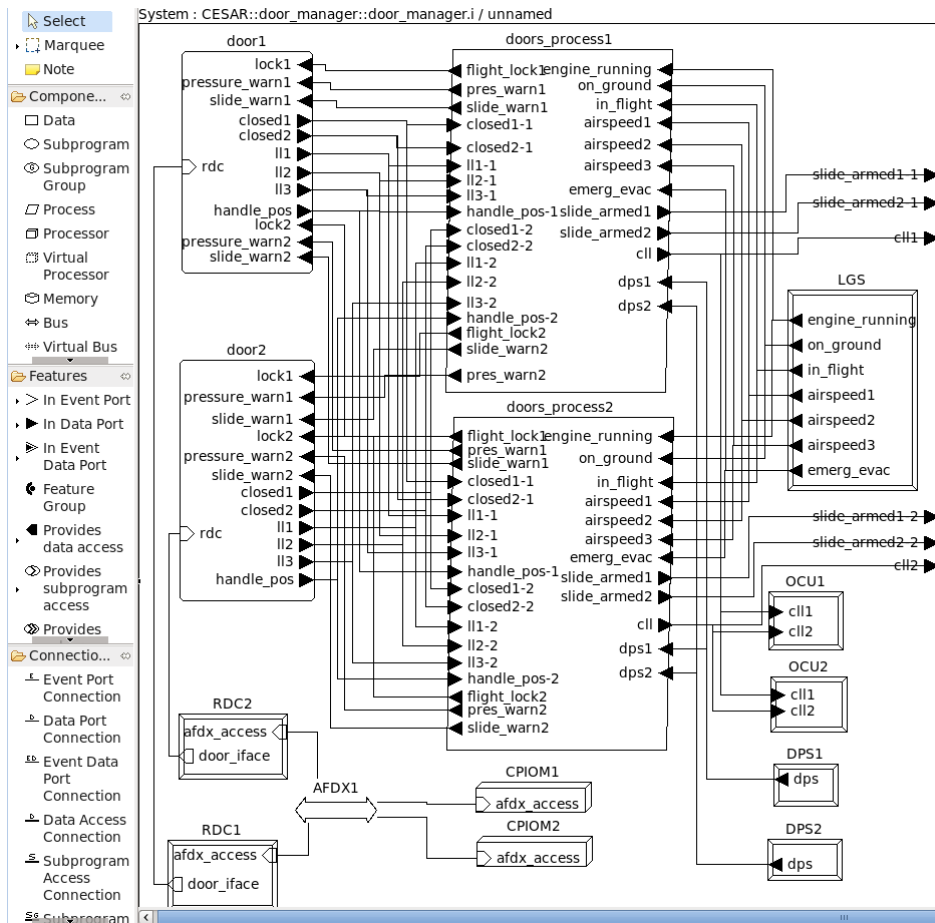 System : CESAR::door_manager::door_manager.i / unnamed
Select
Marquee
Note
Compone...
Data
Subprogram
Subprogram
Group
Process
Processor
Virtual
Processor
Memory
Bus
Virtual Bus
Features
In Event Port
In Data Port
In Event
Data Port
Feature
Group
Provides
data access
Provides
subprogram
access
Provides
Connectio...
Event Port
Connection
Data Port
Connection
Event Data
Port
Connection
Data Access
Connection
Subprogram
Access
Connection
Subprogram
door1
lock1
pressure_warn1
slide_warn1
closed1
closed2
ll1
rdc
ll2
ll3
handle_pos
lock2
pressure_warn2
slide_warn2
door2
lock1
pressure_warn1
slide_warn1
lock2
pressure_warn2
slide_warn2
closed1
closed2
ll1
rdc
ll2
ll3
handle_pos
RDC2
afdx_access
door_iface
RDC1
afdx_access
door_iface
AFDX1
CPIOM1
afdx_access
CPIOM2
afdx_access
doors_process1
flight_lock1 engine_running
pres_warn1 on_ground
slide_warn1 in_flight
closed1-1 airspeed1
closed2-1 airspeed2
ll1-1 airspeed3
ll2-1
ll3-1 emerg_evac
handle_pos-1 slide_armed1
closed1-2 slide_armed2
closed2-2 cll
ll1-2
ll2-2 dps1
ll3-2 dps2
handle_pos-2
flight_lock2
slide_warn2
pres_warn2
doors_process2
flight_lock1 engine_running
pres_warn1 on_ground
slide_warn1
closed1-1 in_flight
closed2-1 airspeed1
ll1-1 airspeed2
ll2-1 airspeed3
ll3-1 emerg_evac
handle_pos-1 slide_armed1
closed1-2 slide_armed2
closed2-2
ll1-2 cll
ll2-2 dps1
ll3-2 dps2
handle_pos-2
flight_lock2
pres_warn2
slide_warn2
slide_armed1-1
slide_armed2-1
cll1
LGS
engine_running
on_ground
in_flight
airspeed1
airspeed2
airspeed3
emerg_evac
slide_armed1-2
slide_armed2-2
cll2
OCU1
cll1
cll2
OCU2
cll1
cll2
DPS1
dps
DPS2
dps